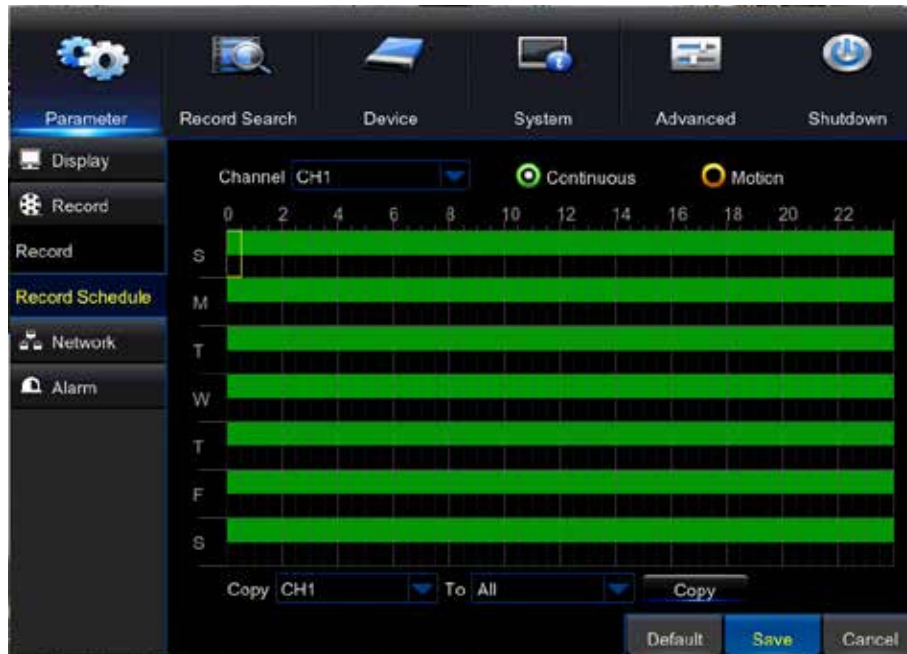 Parameter Record Search Device System Advanced Shutdown
Display
Record
Record
Record Schedule
Network
Alarm
Channel CH1 Continuous Motion
0 2 4 6 8 10 12 14 16 18 20 22
S
M
T
W
T
F
S
Copy CH1 To All Copy
Default Save Cancel